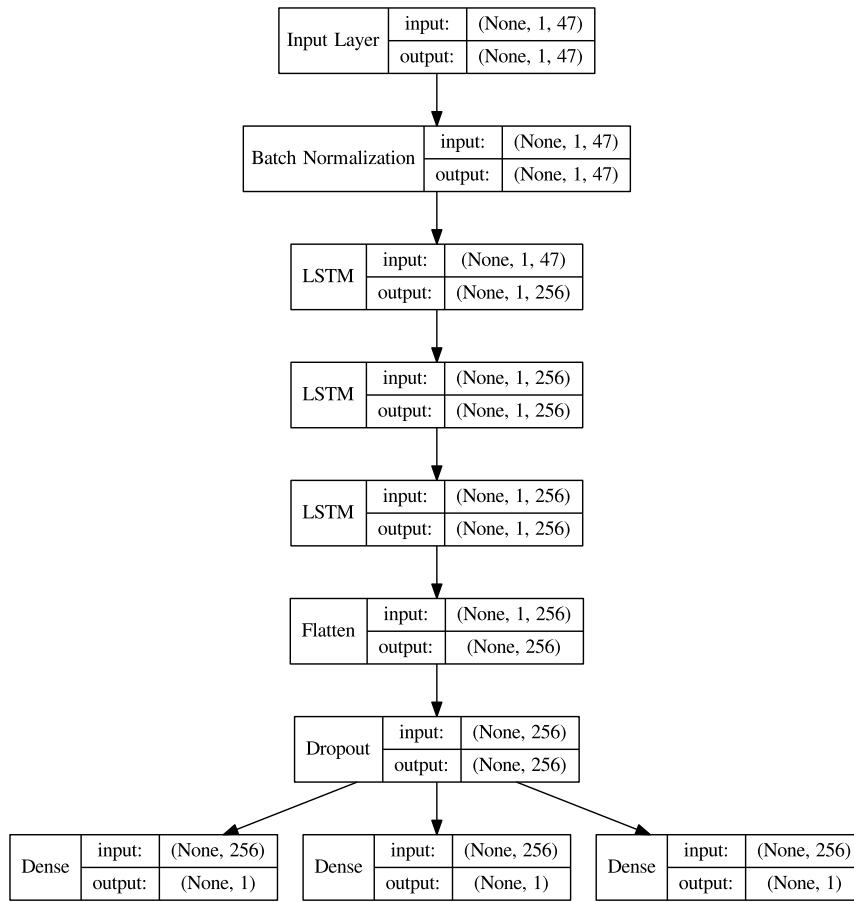 Input Layer
input: (None, 1, 47)
output: (None, 1, 47)
Batch Normalization
input: (None, 1, 47)
output: (None, 1, 47)
LSTM
input: (None, 1, 47)
output: (None, 1, 256)
LSTM
input: (None, 1, 256)
output: (None, 1, 256)
LSTM
input: (None, 1, 256)
output: (None, 1, 256)
Flatten
input: (None, 1, 256)
output: (None, 256)
Dropout
input: (None, 256)
output: (None, 256)
Dense
input: (None, 256)
output: (None, 1)
Dense
input: (None, 256)
output: (None, 1)
Dense
input: (None, 256)
output: (None, 1)